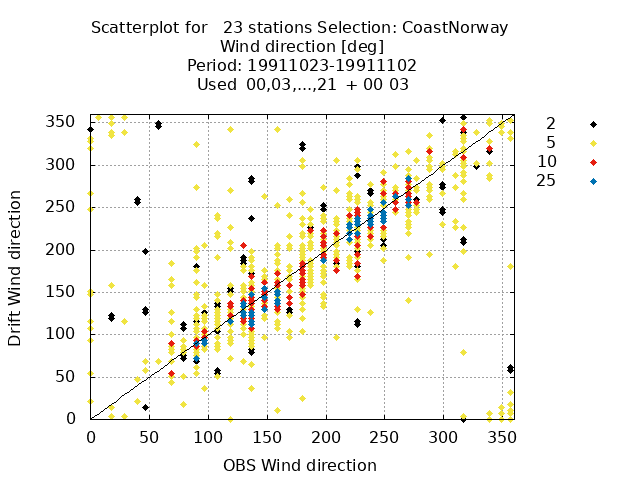 Scatterplot for   23 stations Selection: CoastNorway
Wind direction [deg]
Period: 19911023-19911102
Used  00,03,...,21  + 00 03
2
5
10
25
350
300
250
200
150
100
50
0
Drift Wind direction
0 50 100 150 200 250 300 350
OBS Wind direction